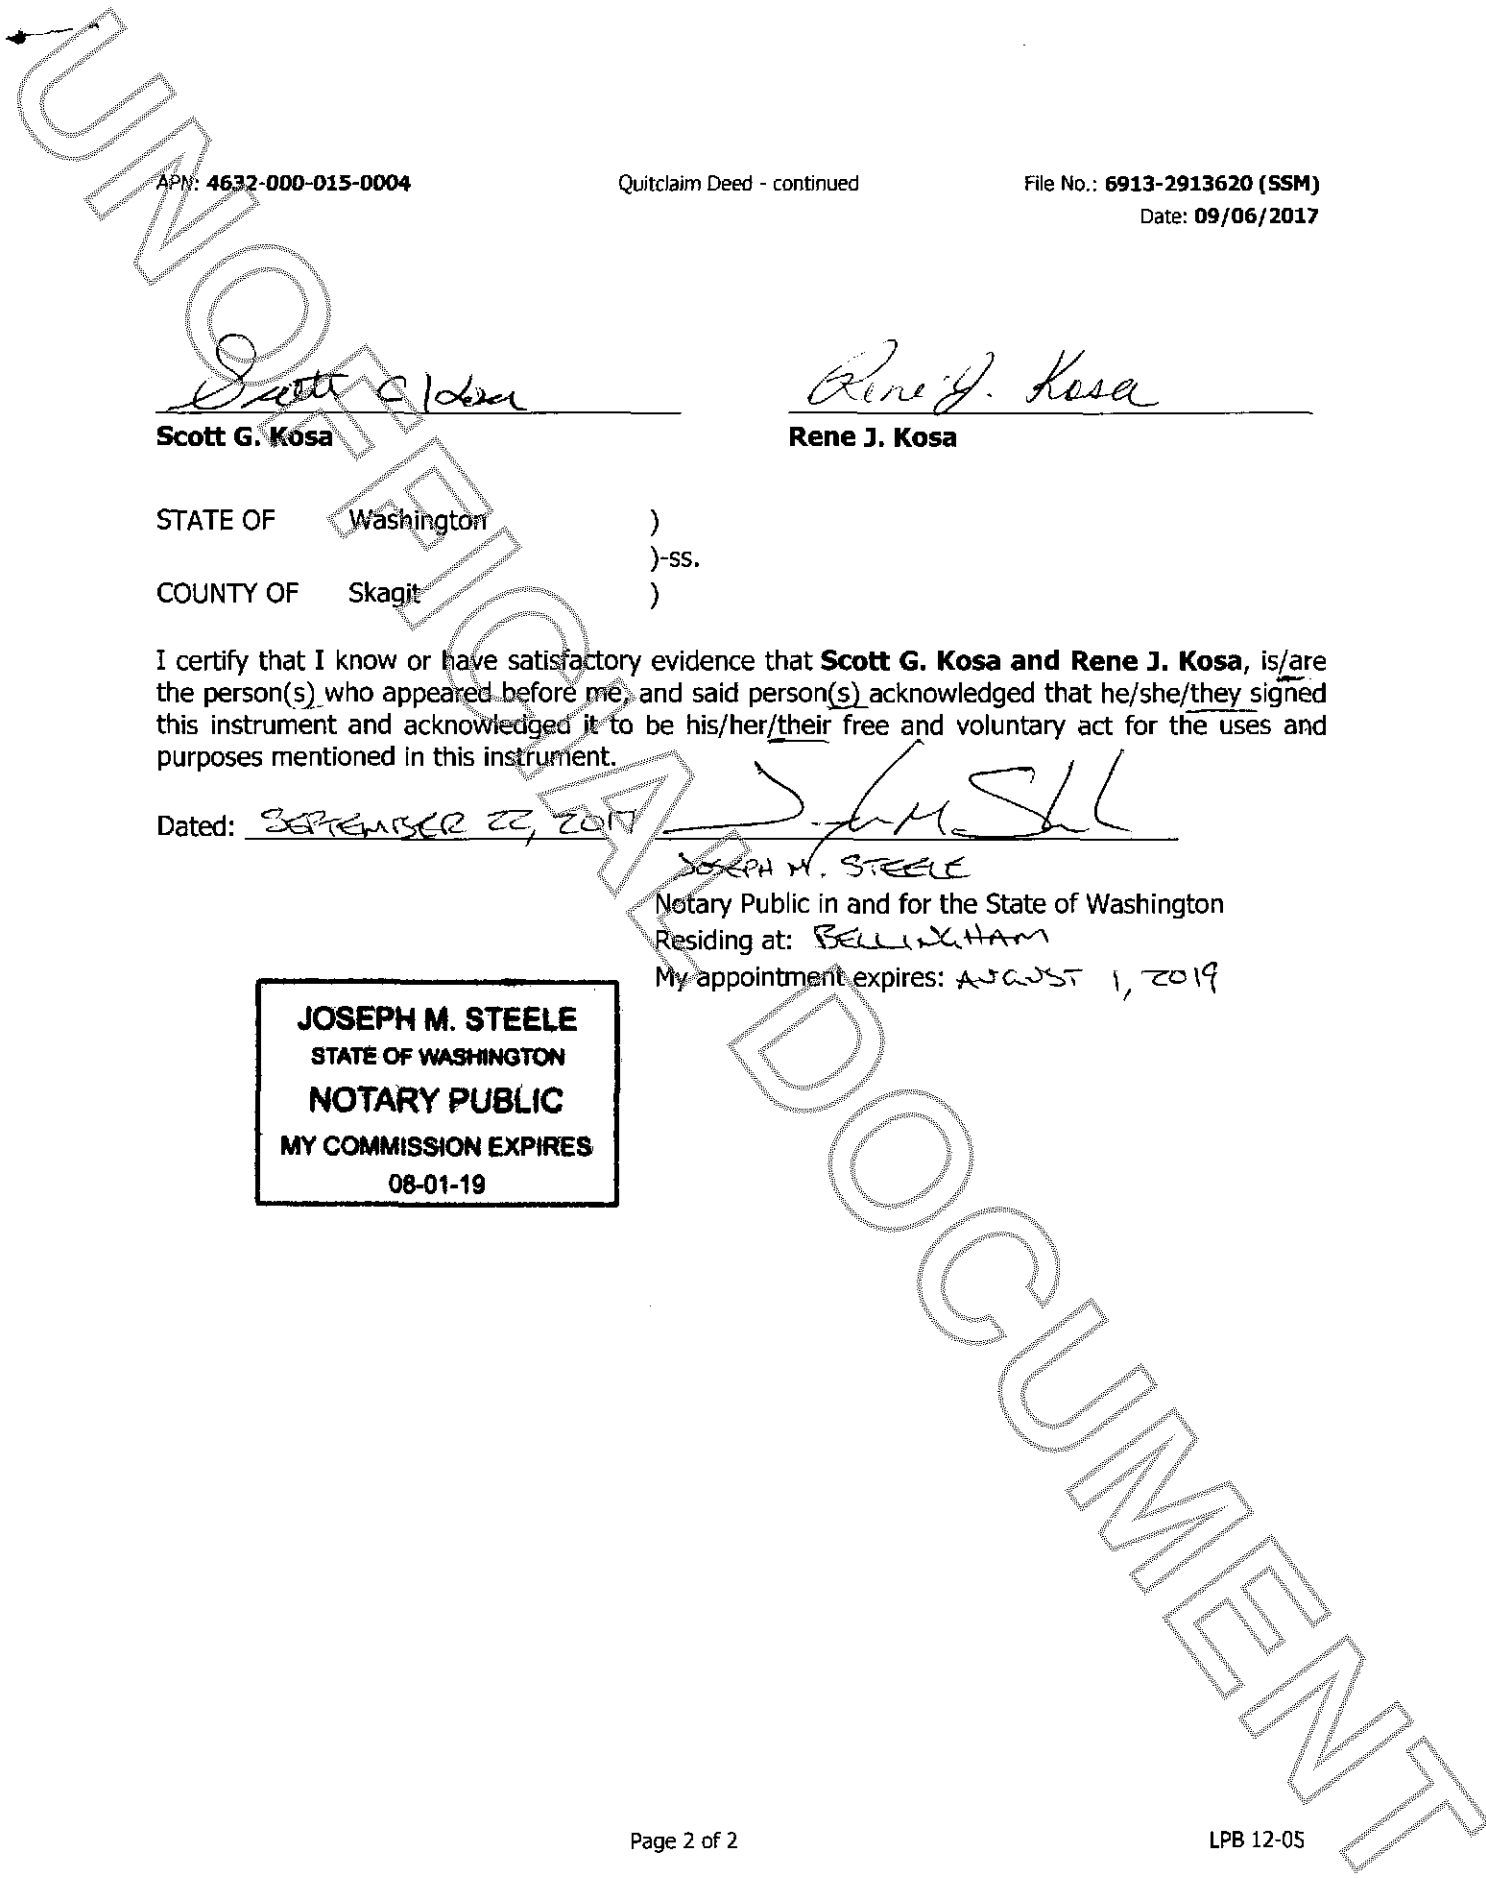 APN: 4632-000-015-0004 Quitclaim Deed - continued File No.: 6913-2913620 (SSM)
Date: 09/06/2017
Rene J. Kosa
Scott G. Kosa Rene J. Kosa
STATE OF Washington )
)-ss.
COUNTY OF Skagit )
I certify that I know or have satisfactory evidence that Scott G. Kosa and Rene J. Kosa, is/are
the person(s) who appeared before me, and said person(s) acknowledged that he/she/they signed
this instrument and acknowledged it to be his/her/their free and voluntary act for the uses and
purposes mentioned in this instrument.
Dated: SEPTEMBER 22, 2017
JOSEPH M. STEELE
Notary Public in and for the State of Washington
Residing at: BELLINGHAM
My appointment expires: AUGUST 1, 2019
JOSEPH M. STEELE
STATE OF WASHINGTON
NOTARY PUBLIC
MY COMMISSION EXPIRES
08-01-19
UNOFFICIAL DOCUMENT
Page 2 of 2 LPB 12-05